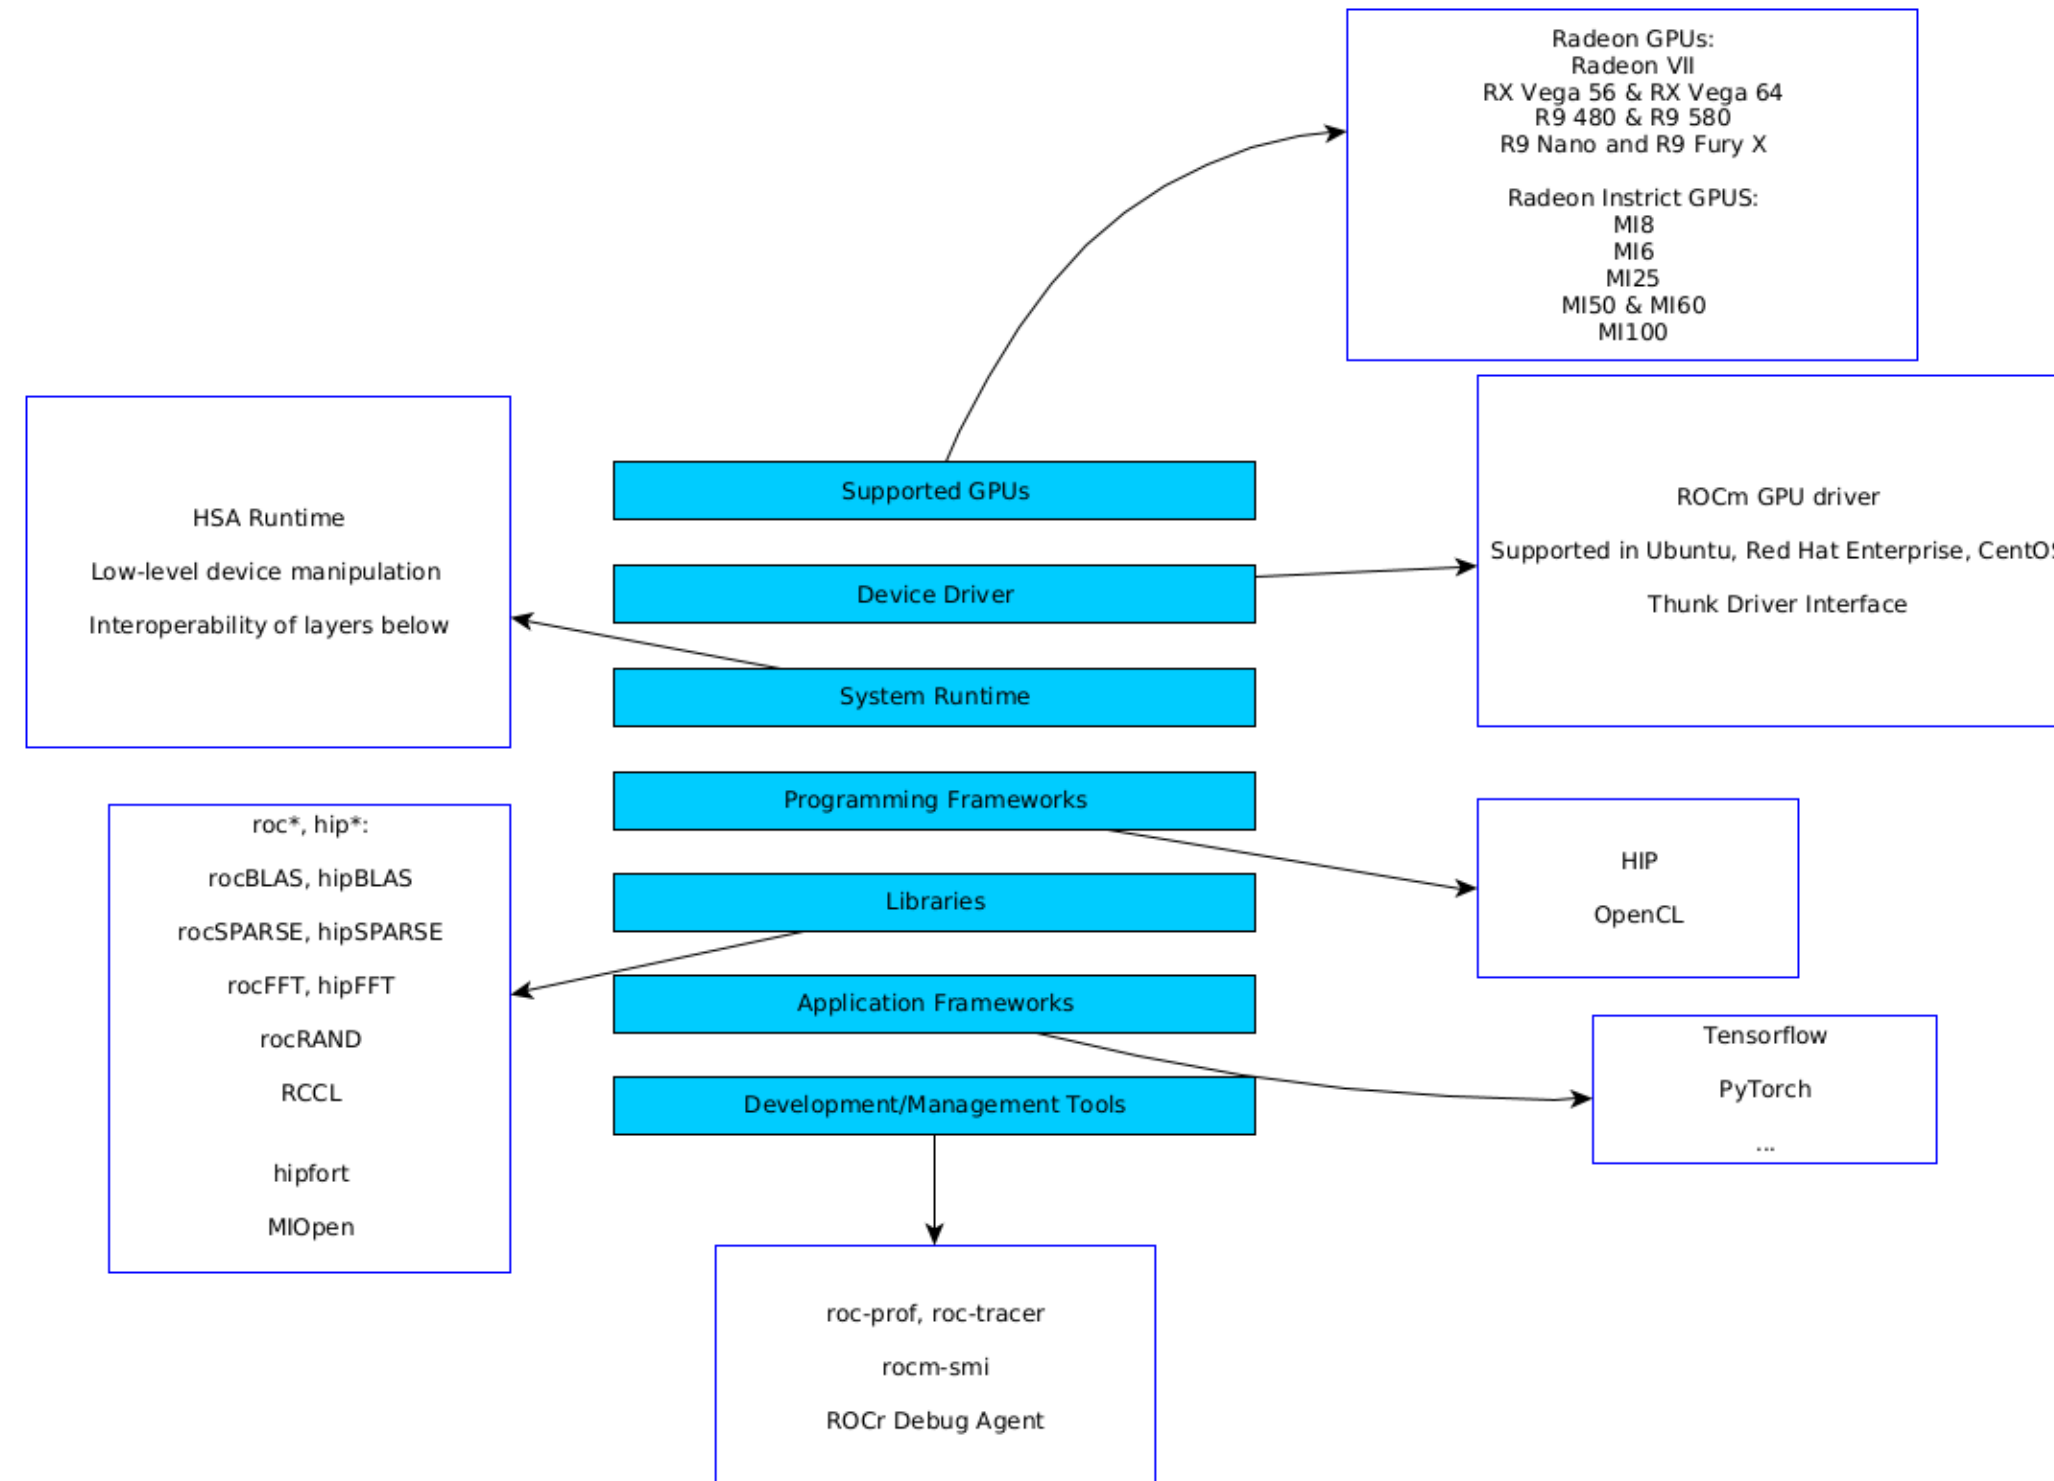 Radeon GPUs:
Radeon VII
RX Vega 56 & RX Vega 64
R9 480 & R9 580
R9 Nano and R9 Fury X
Radeon Instrict GPUS:
MI8
MI6
MI25
MI50 & MI60
MI100
Supported GPUs
ROCm GPU driver
Supported in Ubuntu, Red Hat Enterprise, CentOS
Thunk Driver Interface
HSA Runtime
Low-level device manipulation
Interoperability of layers below
Device Driver
System Runtime
Programming Frameworks
HIP
OpenCL
roc*, hip*:
rocBLAS, hipBLAS
rocSPARSE, hipSPARSE
rocFFT, hipFFT
rocRAND
RCCL
hipfort
MIOpen
Libraries
Application Frameworks
Tensorflow
PyTorch
...
Development/Management Tools
roc-prof, roc-tracer
rocm-smi
ROCr Debug Agent